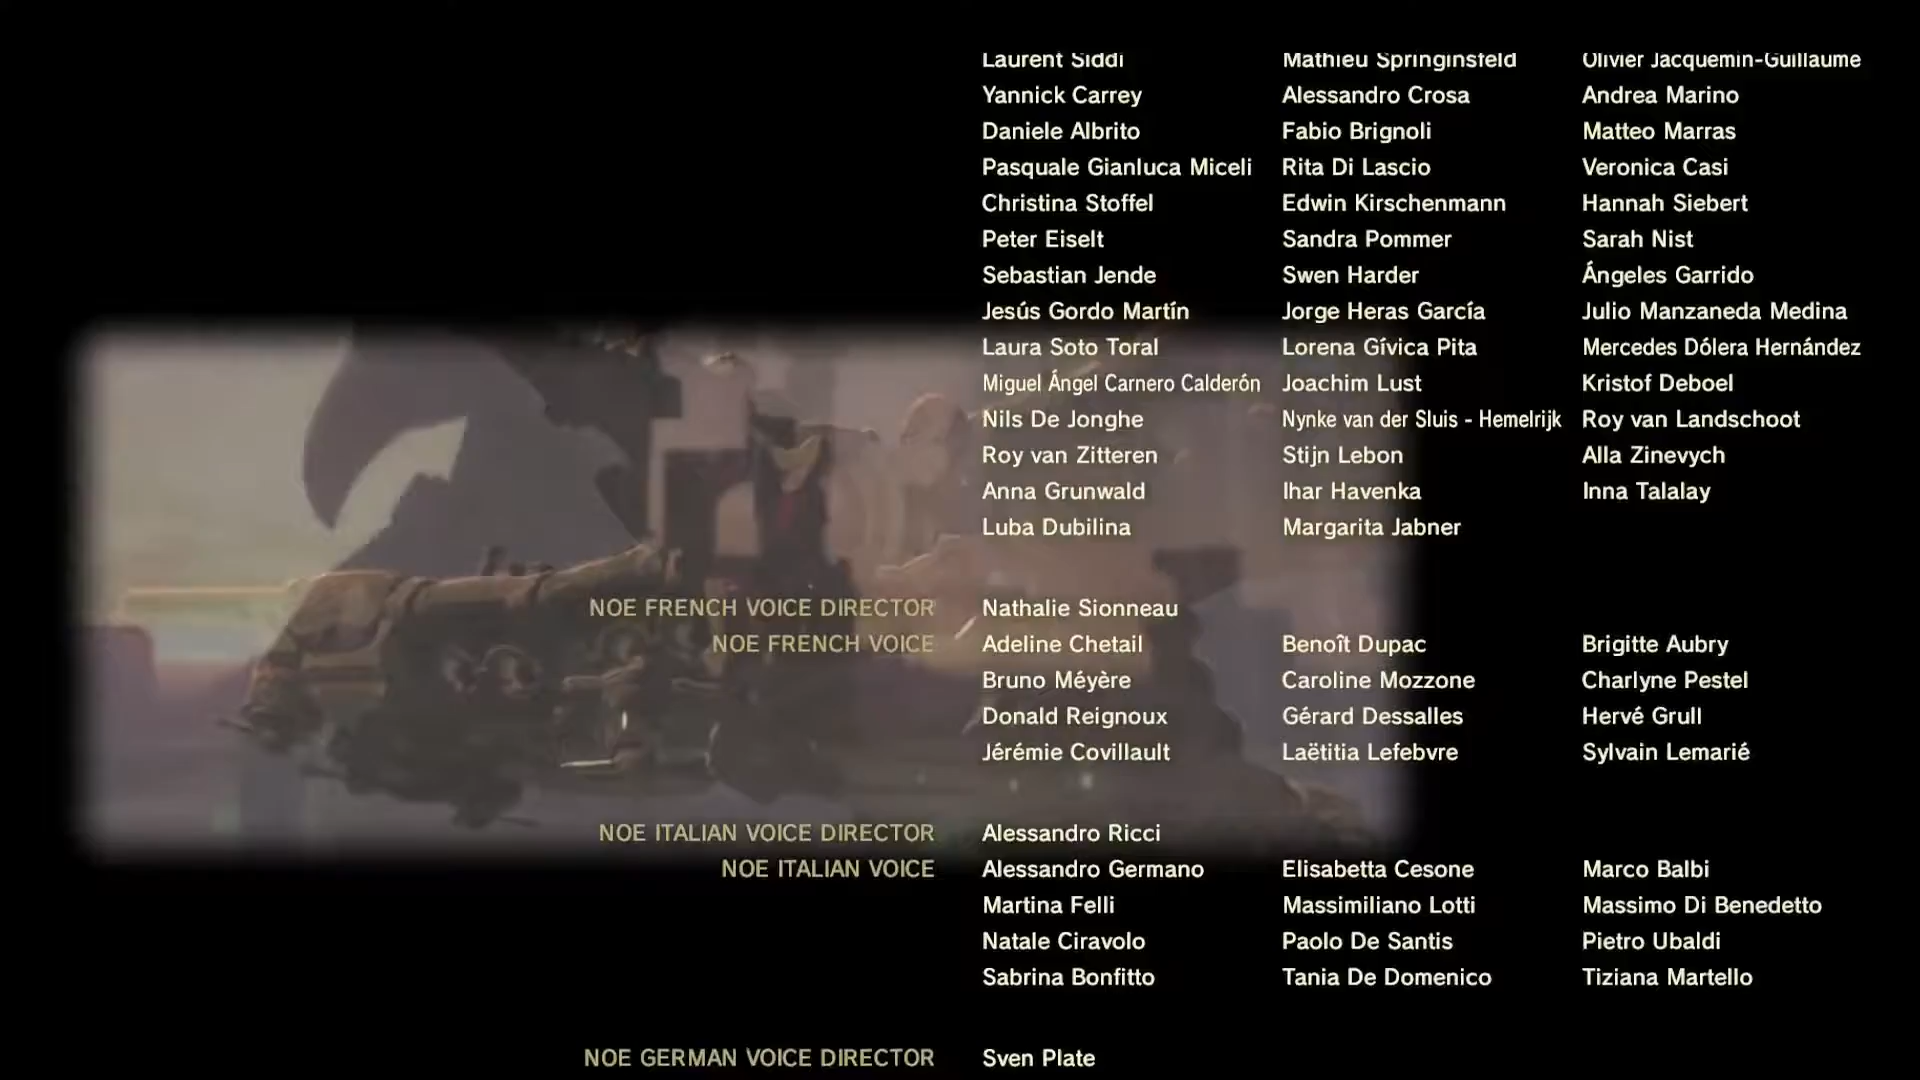 Laurent Siddi Mathieu Springinsfeld Olivier Jacquemin-Guillaume
Yannick Carrey Alessandro Crosa Andrea Marino
Daniele Albrito Fabio Brignoli Matteo Marras
Pasquale Gianluca Miceli Rita Di Lascio Veronica Casi
Christina Stoffel Edwin Kirschenmann Hannah Siebert
Peter Eiselt Sandra Pommer Sarah Nist
Sebastian Jende Swen Harder Ángeles Garrido
Jesús Gordo Martín Jorge Heras García Julio Manzaneda Medina
Laura Soto Toral Lorena Gívica Pita Mercedes Dólera Hernández
Miguel Ángel Carnero Calderón Joachim Lust Kristof Deboel
Nils De Jonghe Nynke van der Sluis - Hemelrijk Roy van Landschoot
Roy van Zitteren Stijn Lebon Alla Zinevych
Anna Grunwald Ihar Havenka Inna Talalay
Luba Dubilina Margarita Jabner
NOE FRENCH VOICE DIRECTOR Nathalie Sionneau
NOE FRENCH VOICE Adeline Chetail Benoît Dupac Brigitte Aubry
Bruno Méyère Caroline Mozzone Charlyne Pestel
Donald Reignoux Gérard Dessalles Hervé Grull
Jérémie Covillault Laëtitia Lefebvre Sylvain Lemarié
NOE ITALIAN VOICE DIRECTOR Alessandro Ricci
NOE ITALIAN VOICE Alessandro Germano Elisabetta Cesone Marco Balbi
Martina Felli Massimiliano Lotti Massimo Di Benedetto
Natale Ciravolo Paolo De Santis Pietro Ubaldi
Sabrina Bonfitto Tania De Domenico Tiziana Martello
NOE GERMAN VOICE DIRECTOR Sven Plate